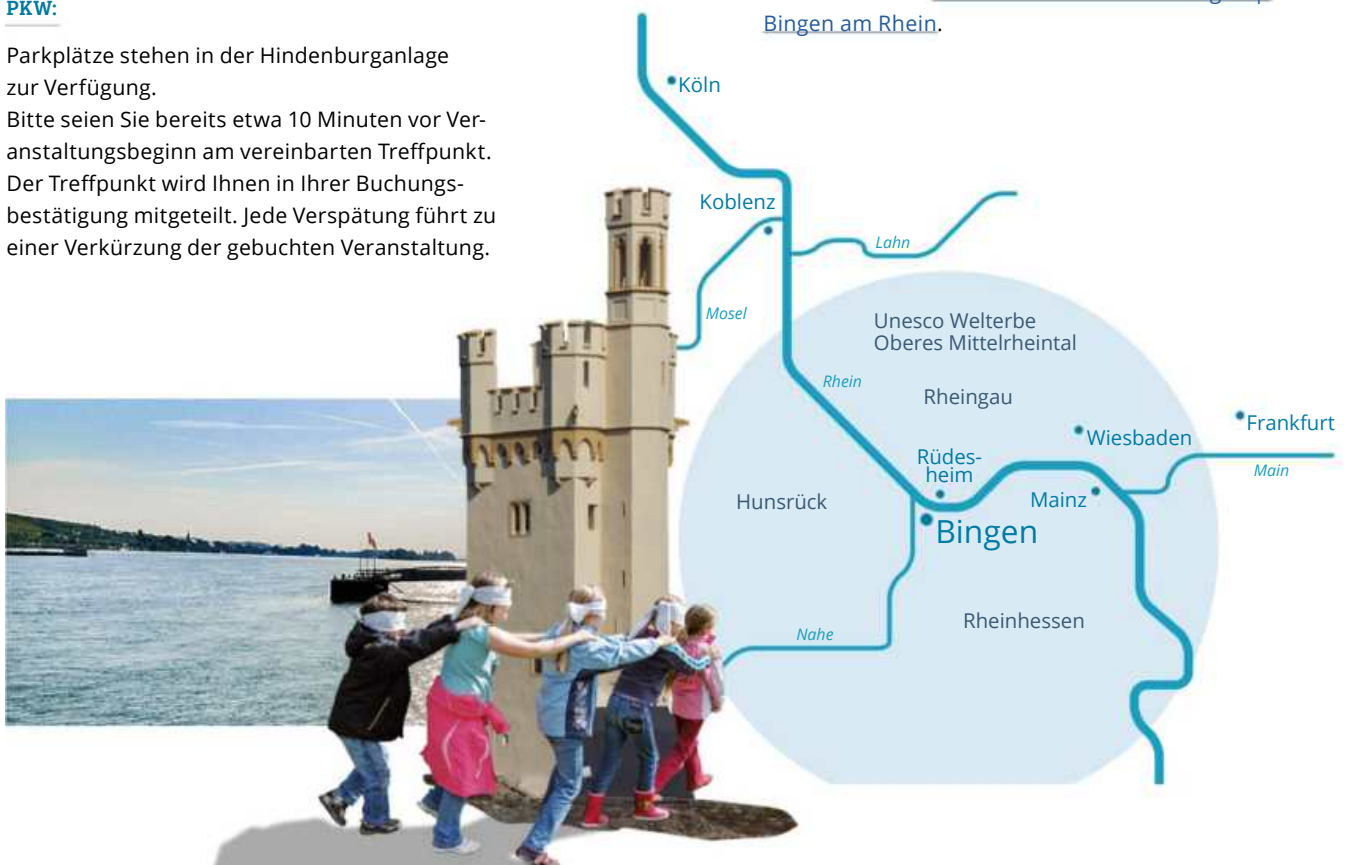 PKW:
Parkplätze stehen in der Hindenburganlage
zur Verfügung.
Bitte seien Sie bereits etwa 10 Minuten vor Ver-
anstaltungsbeginn am vereinbarten Treffpunkt.
Der Treffpunkt wird Ihnen in Ihrer Buchungs-
bestätigung mitgeteilt. Jede Verspätung führt zu
einer Verkürzung der gebuchten Veranstaltung.
Bingen am Rhein.
Köln
Koblenz
Lahn
Mosel
Unesco Welterbe
Oberes Mittelrheintal
Rhein
Rheingau
Frankfurt
Wiesbaden
Rüdes-
heim
Main
Hunsrück
Mainz
Bingen
Rheinhessen
Nahe